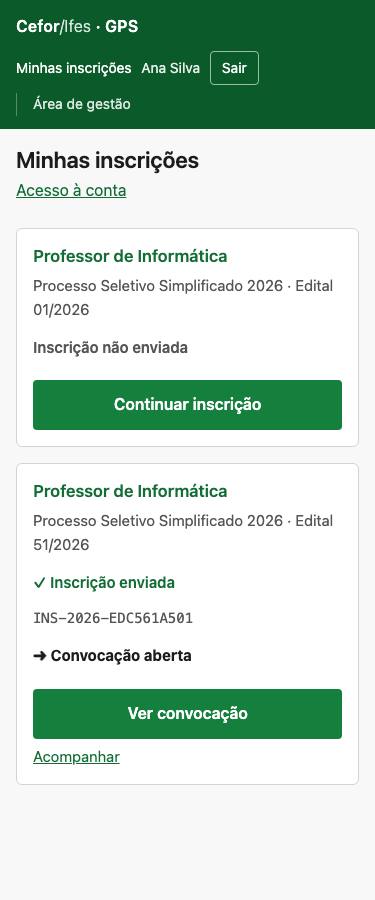 Cefor/Ifes · GPS
Minhas inscrições Ana Silva Sair
Área de gestão
Minhas inscrições
Acesso à conta
Professor de Informática
Processo Seletivo Simplificado 2026 · Edital
01/2026
Inscrição não enviada
Continuar inscrição
Professor de Informática
Processo Seletivo Simplificado 2026 · Edital
51/2026
✓ Inscrição enviada
INS-2026-EDC561A501
➜ Convocação aberta
Ver convocação
Acompanhar